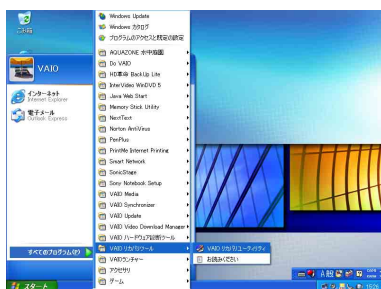 ごみ箱
VAIO
インターネット
Internet Explorer
電子メール
Outlook Express
すべてのプログラム(P)
スタート
Windows Update
Windows カタログ
プログラムのアクセスと既定の設定
AQUAZONE 水中庭園
Do VAIO
HD革命 BackUp Lite
InterVideo WinDVD 5
Java Web Start
Memory Stick Utility
NextText
Norton AntiVirus
PenPlus
PrintMe Internet Printing
Smart Network
SonicStage
Sony Notebook Setup
VAIO Media
VAIO Synchronizer
VAIO Update
VAIO Video Download Manager
VAIO ハードウェア診断ツール
VAIO リカバリツール
VAIOランチャー
アクセサリ
ゲーム
VAIO リカバリユーティリティ
お読みください
A 般